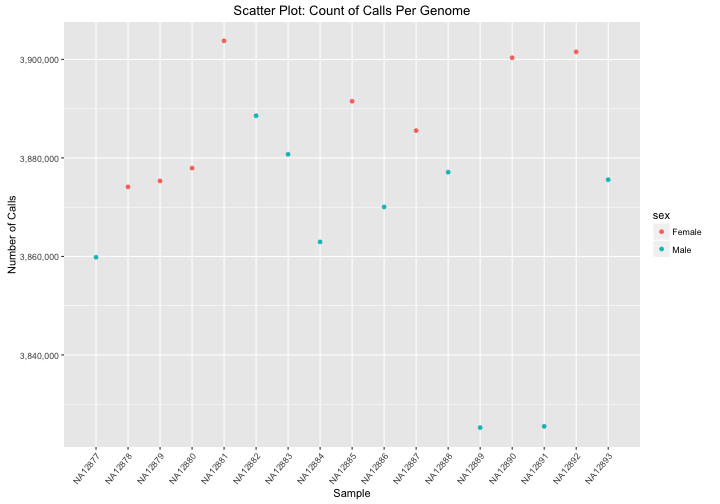 Scatter Plot: Count of Calls Per Genome
Number of Calls
3,900,000
3,880,000
3,860,000
3,840,000
NA12877
NA12878
NA12879
NA12880
NA12881
NA12882
NA12883
NA12884
NA12885
NA12886
NA12887
NA12888
NA12889
NA12890
NA12891
NA12892
NA12893
Sample
sex
Female
Male